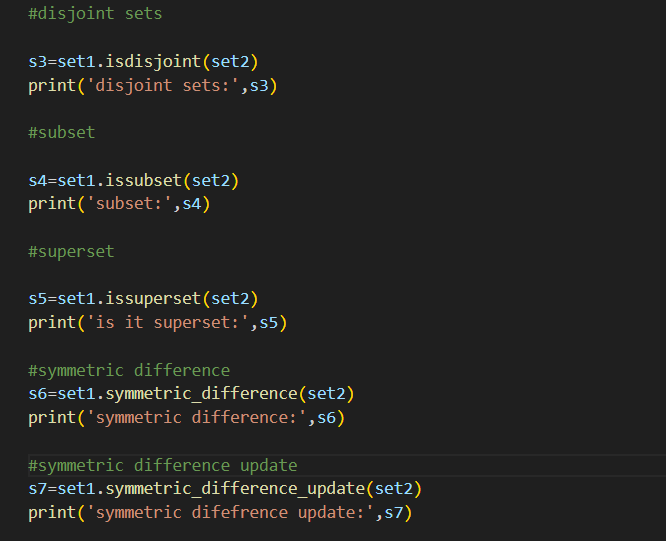 #disjoint sets
s3=set1.isdisjoint(set2)
print('disjoint sets:',s3)
#subset
s4=set1.issubset(set2)
print('subset:',s4)
#superset
s5=set1.issuperset(set2)
print('is it superset:',s5)
#symmetric difference
s6=set1.symmetric_difference(set2)
print('symmetric difference:',s6)
#symmetric difference update
s7=set1.symmetric_difference_update(set2)
print('symmetric difefrence update:',s7)